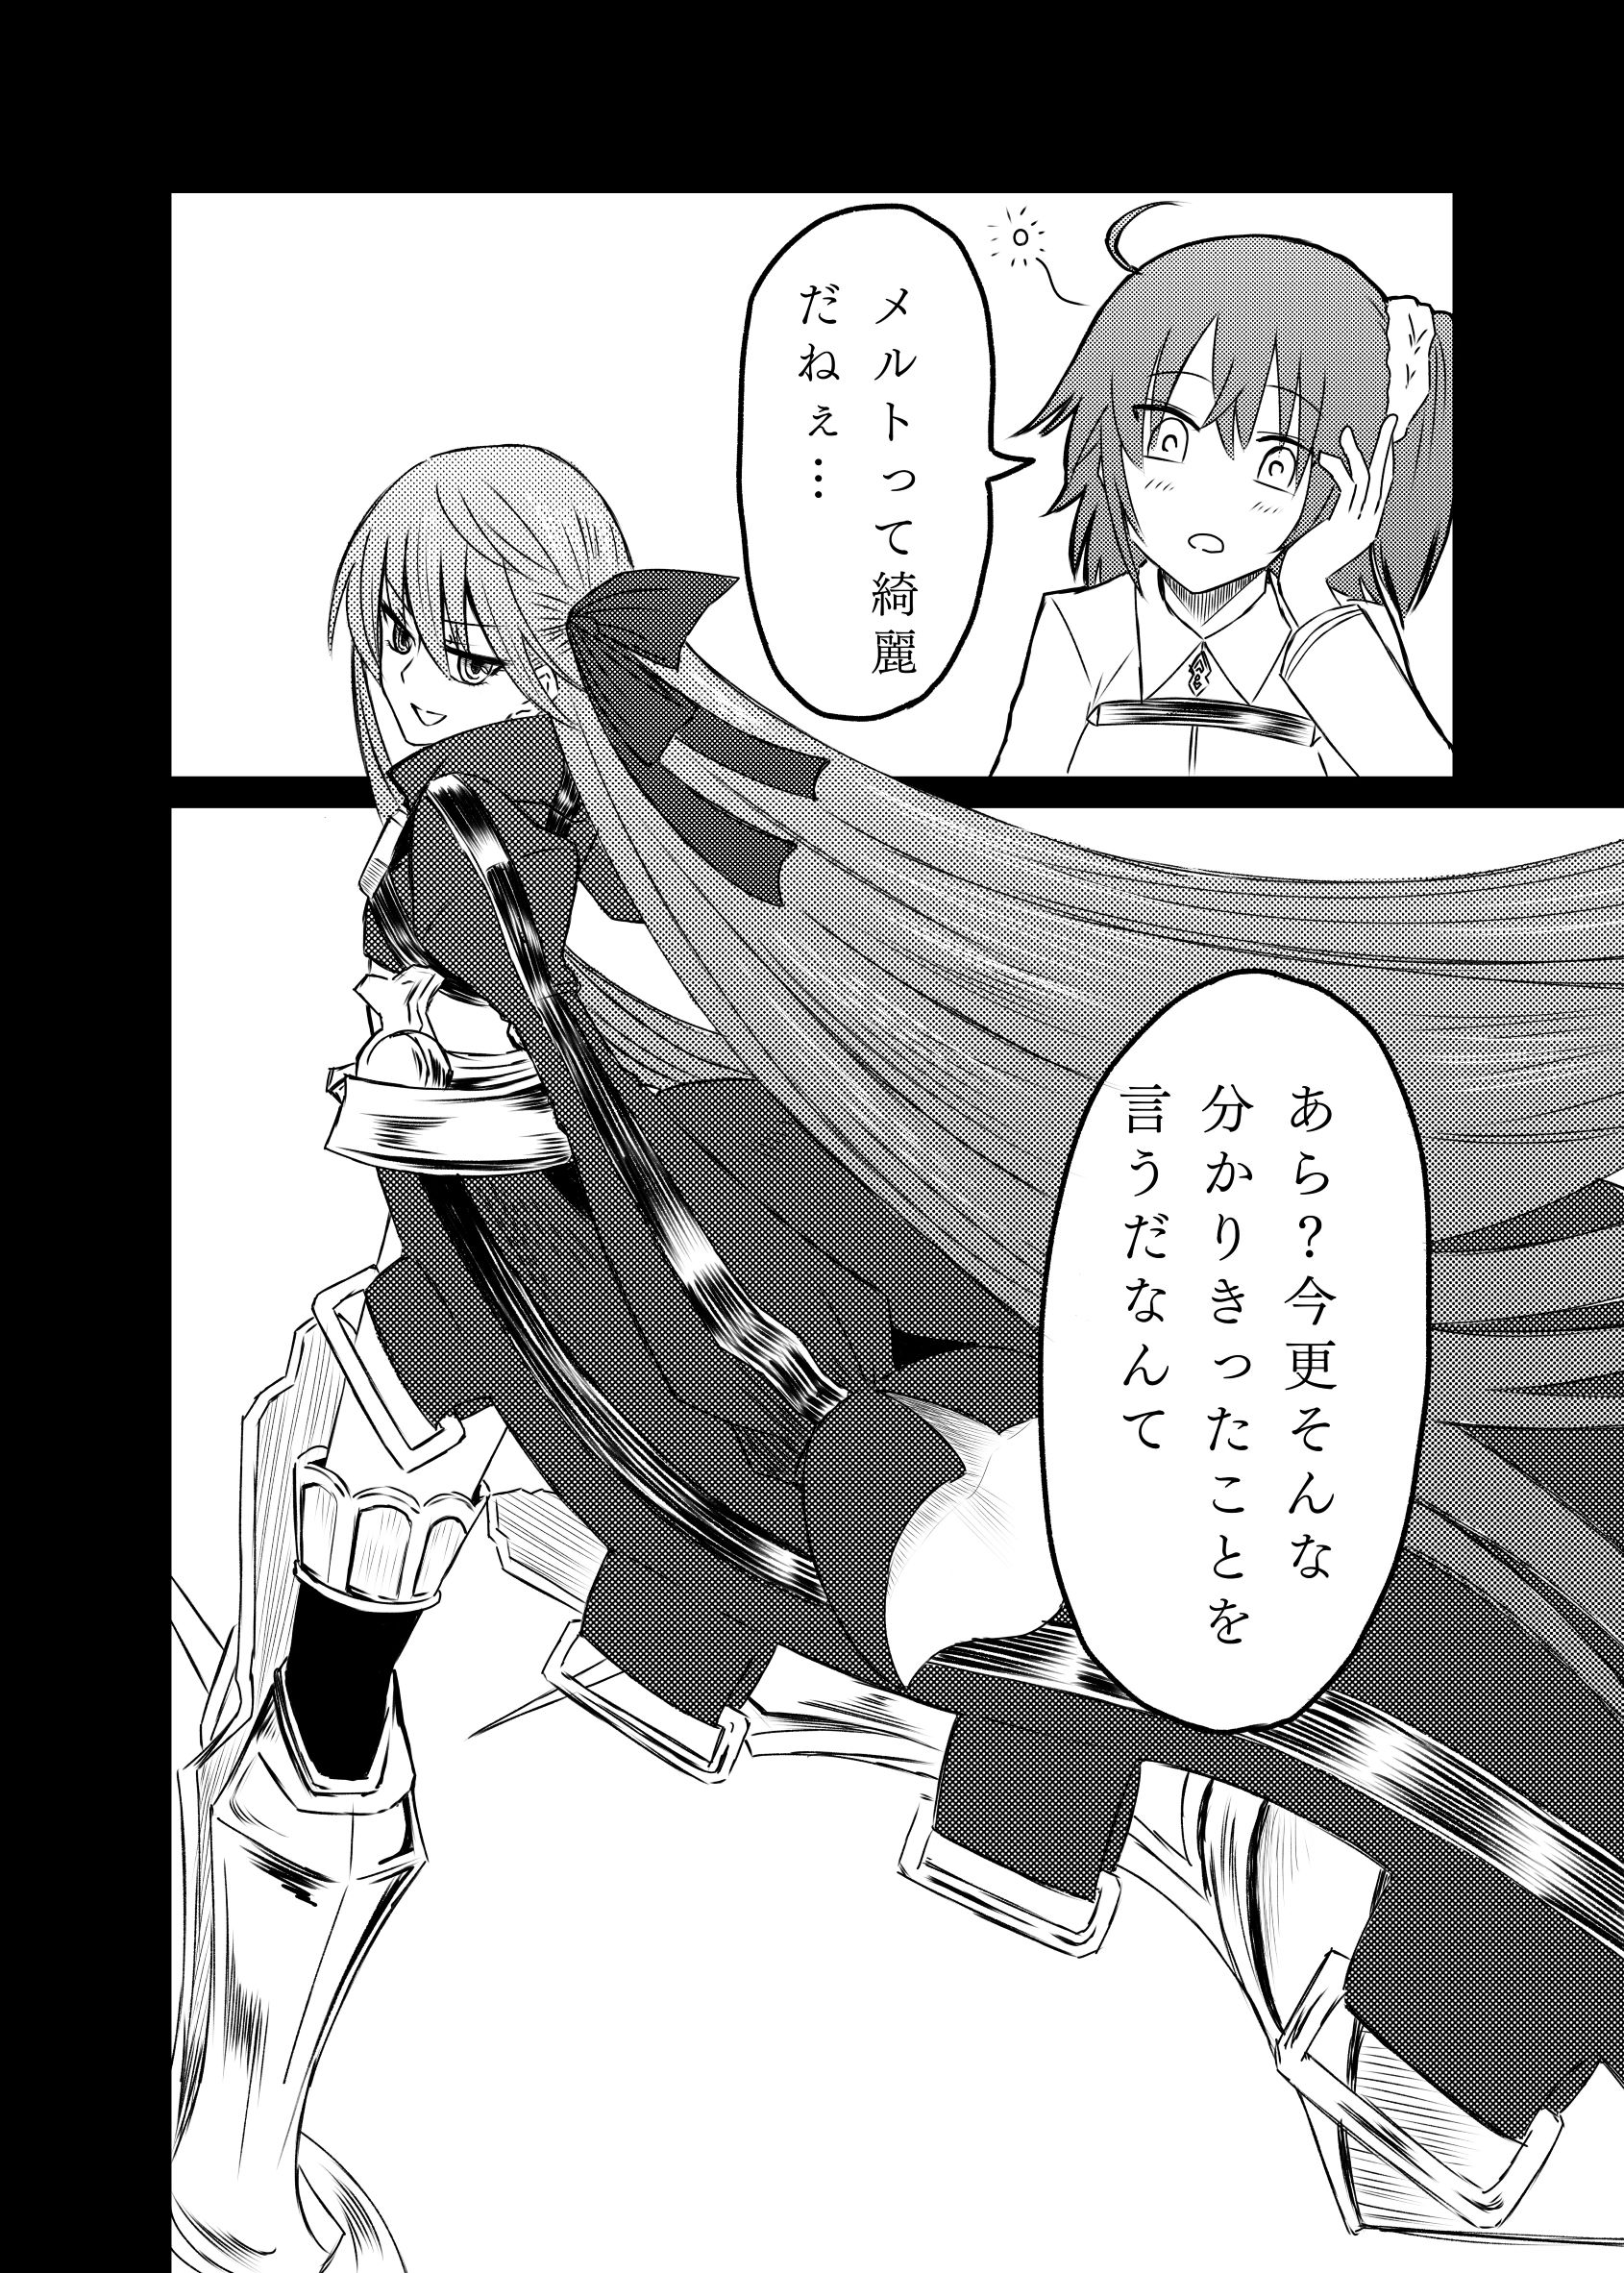 メルトって綺麗
だねぇ…
あら？今更そんな
分かりきったことを
言うだなんて